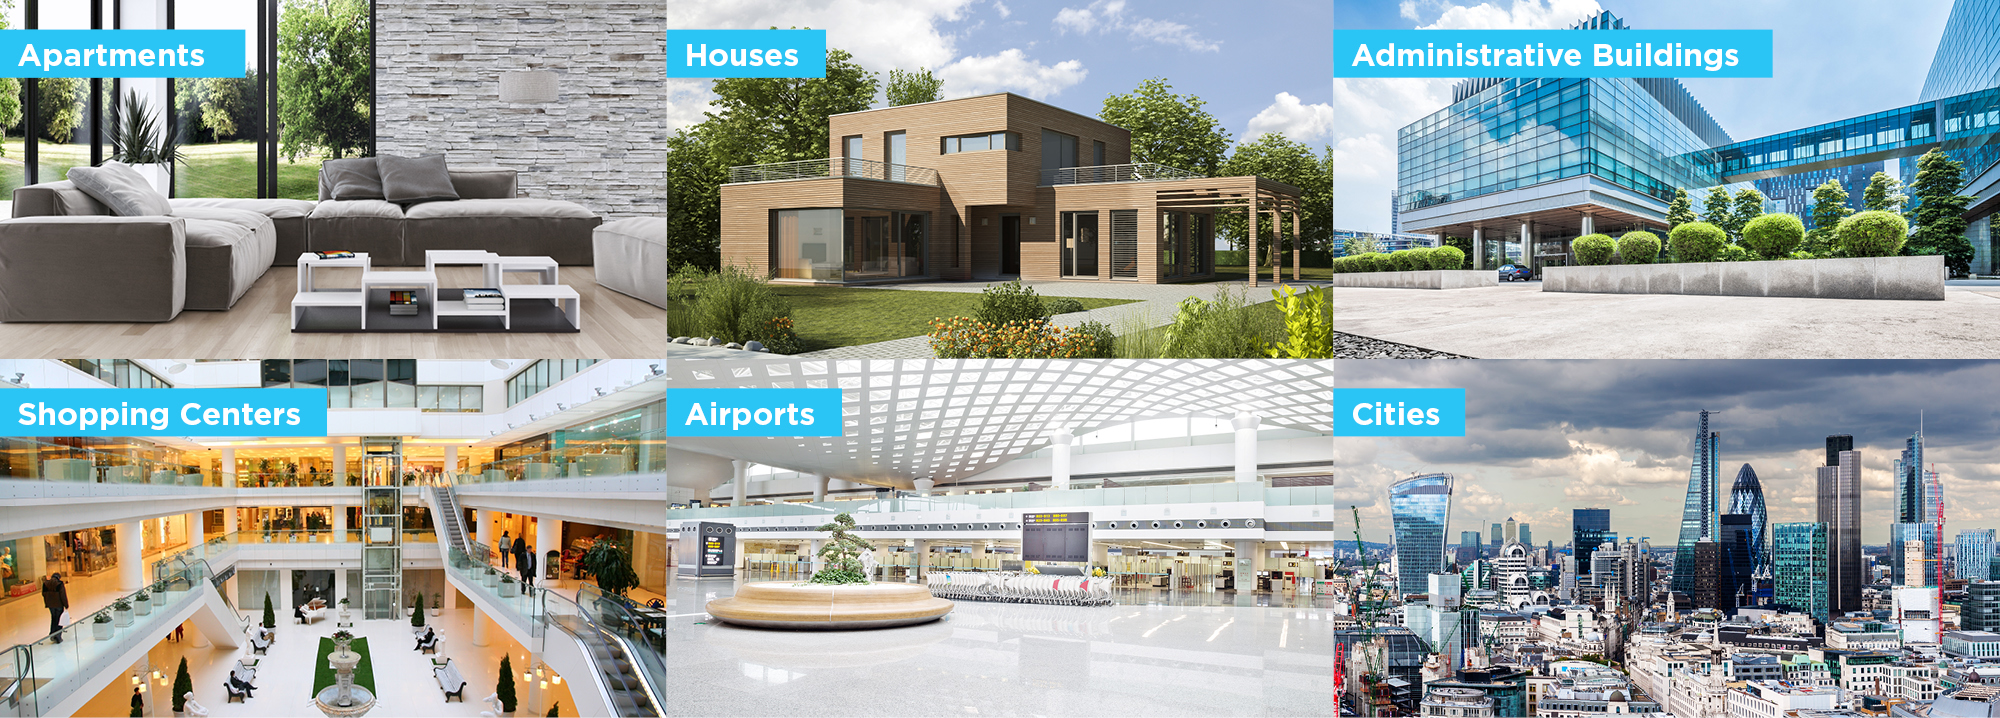 Apartments
Houses
Administrative Buildings
Shopping Centers
Airports
Cities